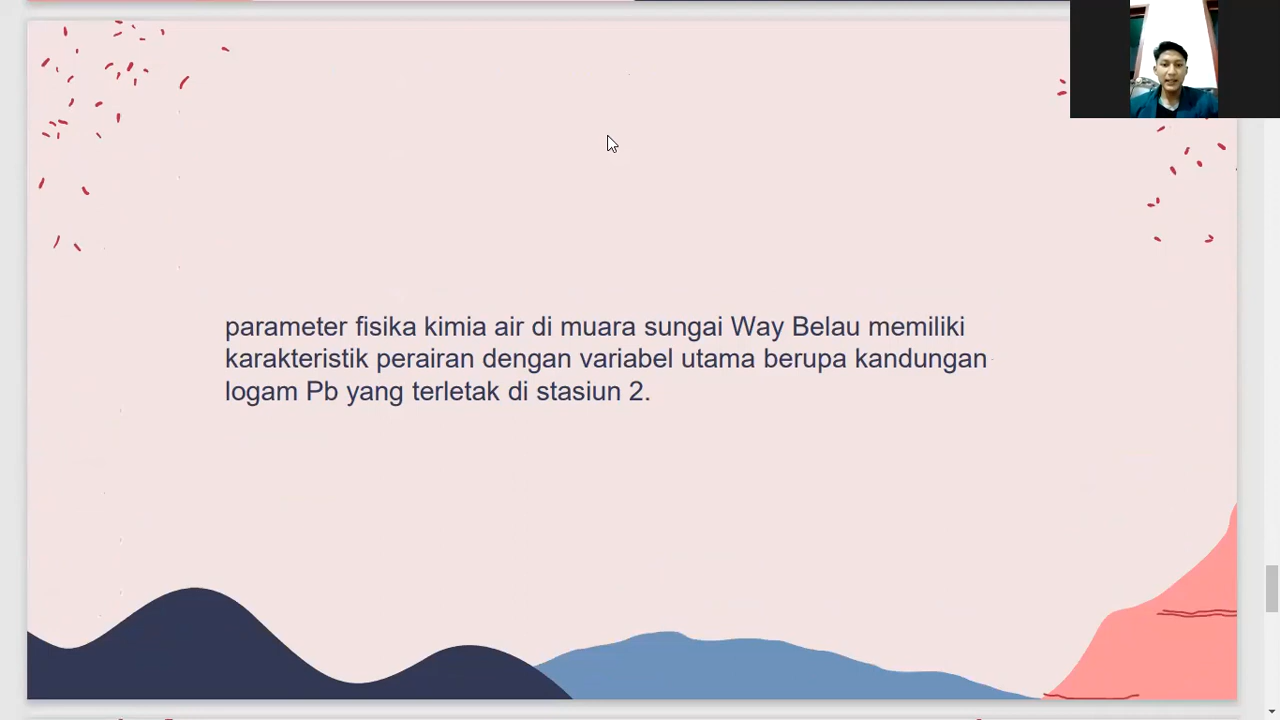 parameter fisika kimia air di muara sungai Way Belau memiliki
karakteristik perairan dengan variabel utama berupa kandungan
logam Pb yang terletak di stasiun 2.